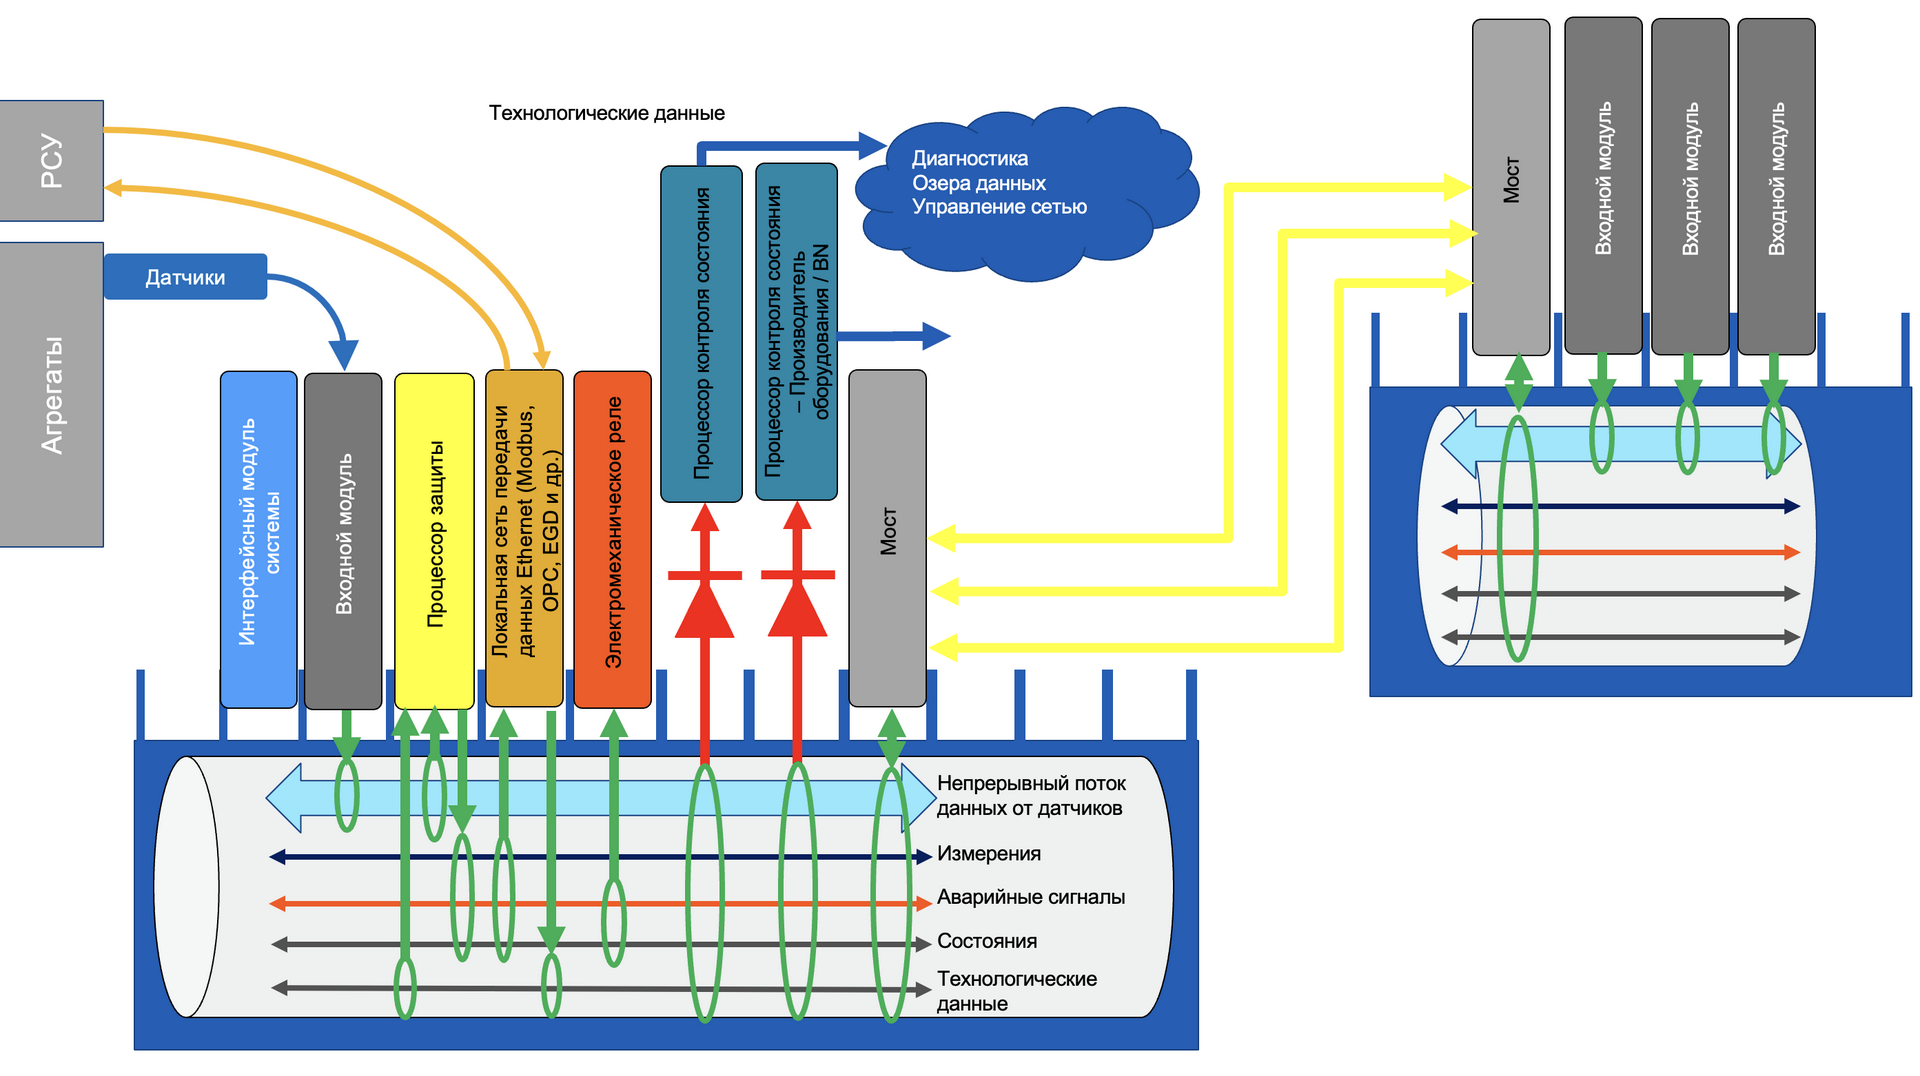 Технологические данные
РСУ
Агрегаты
Датчики
Диагностика
Озера данных
Управление сетью
Интерфейсный модуль
системы
Входной модуль
Процессор защиты
Локальная сеть передачи
данных Ethernet (Modbus,
OPC, EGD и др.)
Электромеханическое реле
Процессор контроля состояния
Процессор контроля состояния
– Производитель
оборудования / BN
Мост
Мост
Входной модуль
Входной модуль
Входной модуль
Непрерывный поток
данных от датчиков
Измерения
Аварийные сигналы
Состояния
Технологические
данные